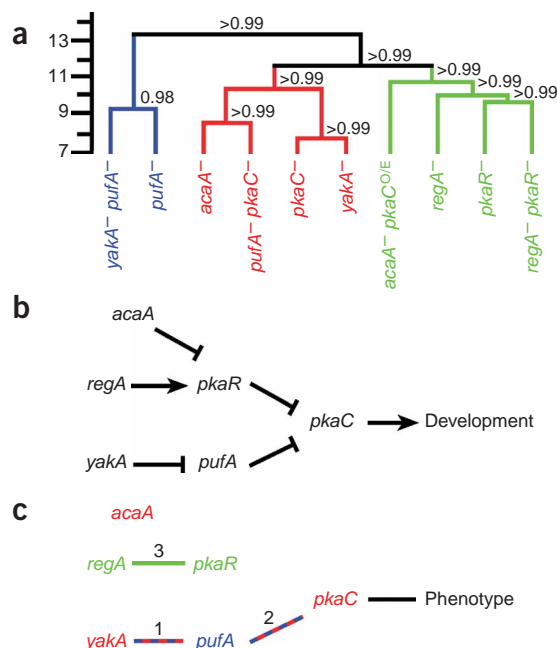 a
>0.99
13
11
9
7
0.98
>0.99
>0.99
>0.99
>0.99
>0.99
>0.99
>0.99
yakA– pufA–
pufA–
acaA–
pufA– pkaC–
pkaC–
yakA–
acaA– pkaC^O/E
regA–
pkaR–
regA– pkaR–
b
acaA
regA pkaR
pkaC Development
yakA pufA
c
acaA
regA 3 pkaR
pkaC Phenotype
yakA 1 pufA 2